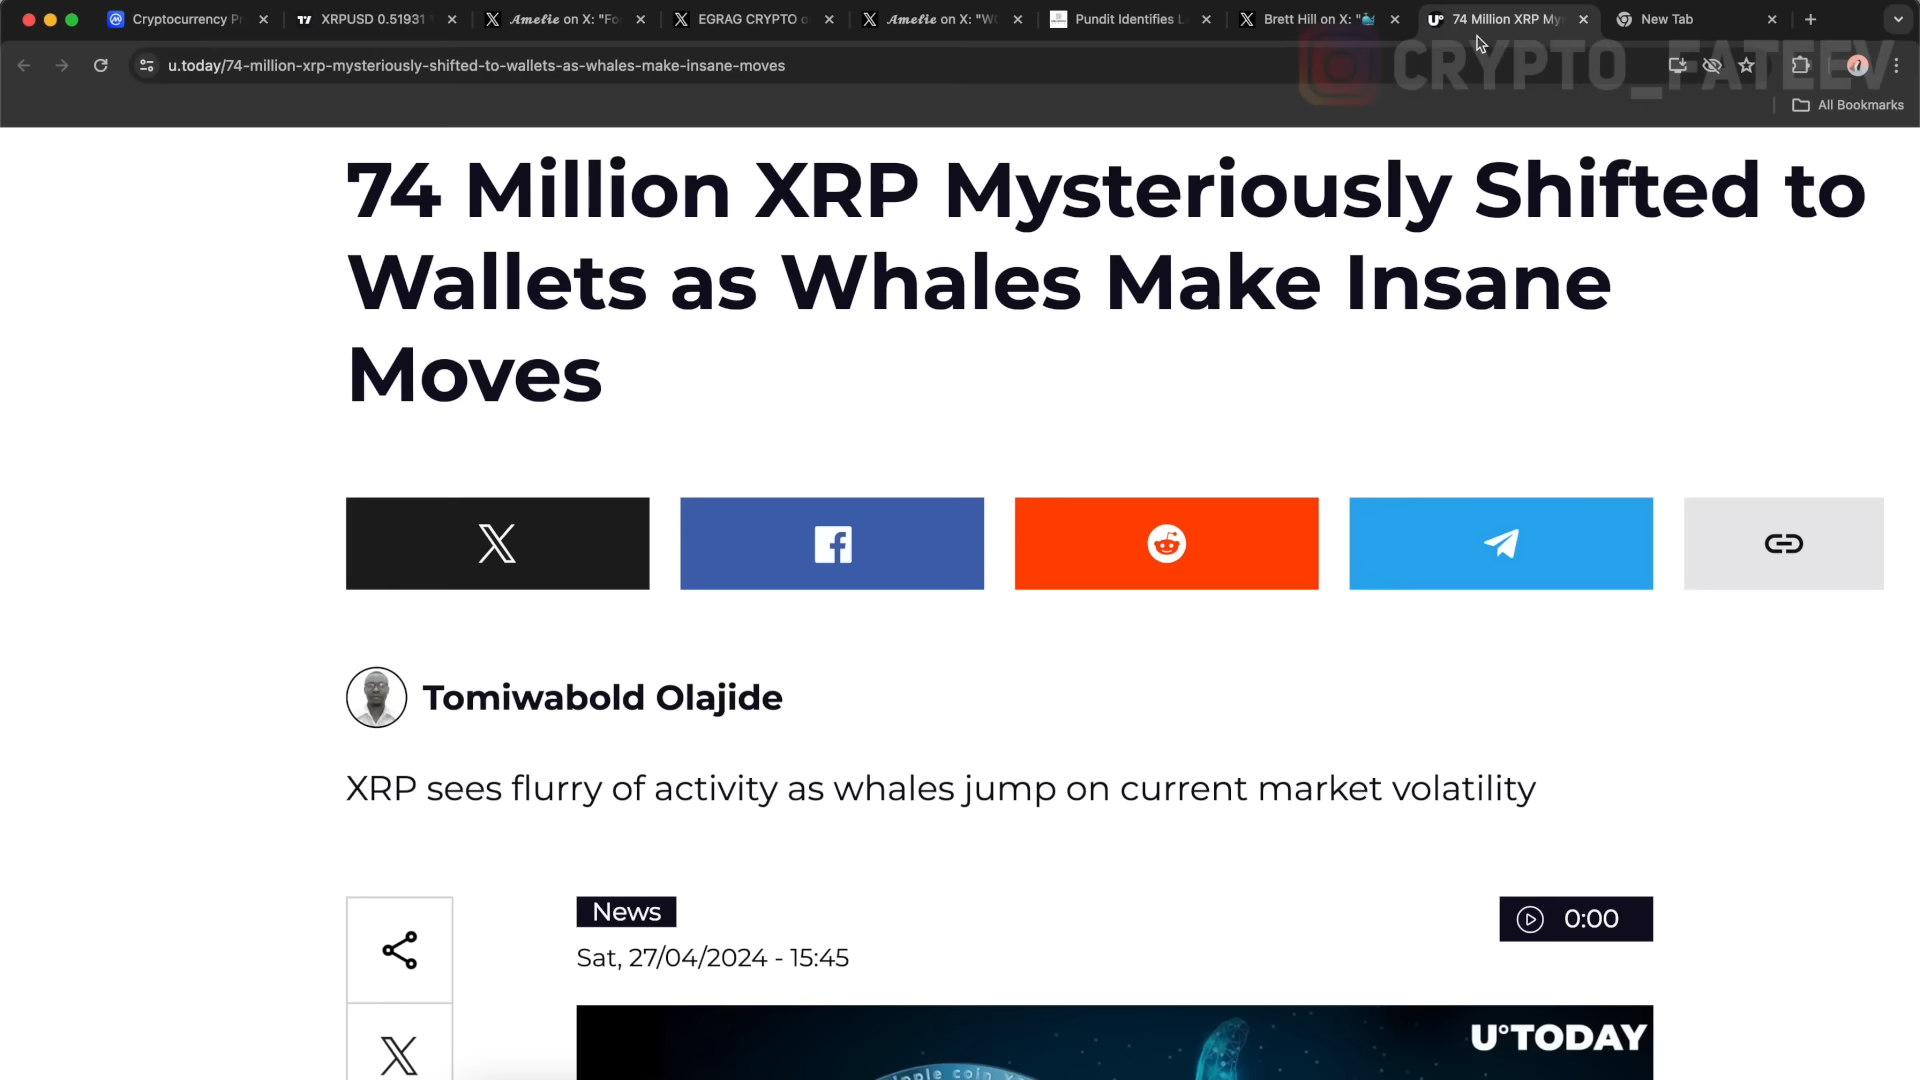 Cryptocurrency Pr
XRPUSD 0.51931
Amelie on X: "Fo
EGRAG CRYPTO o
Amelie on X: "WO
Pundit Identifies L
Brett Hill on X: "🐳
74 Million XRP My
New Tab
u.today/74-million-xrp-mysteriously-shifted-to-wallets-as-whales-make-insane-moves
CRYPTO_FATEEV
All Bookmarks
74 Million XRP Mysteriously Shifted to
Wallets as Whales Make Insane
Moves
Tomiwabold Olajide
XRP sees flurry of activity as whales jump on current market volatility
News
0:00
Sat, 27/04/2024 - 15:45
U°TODAY
ripple coin